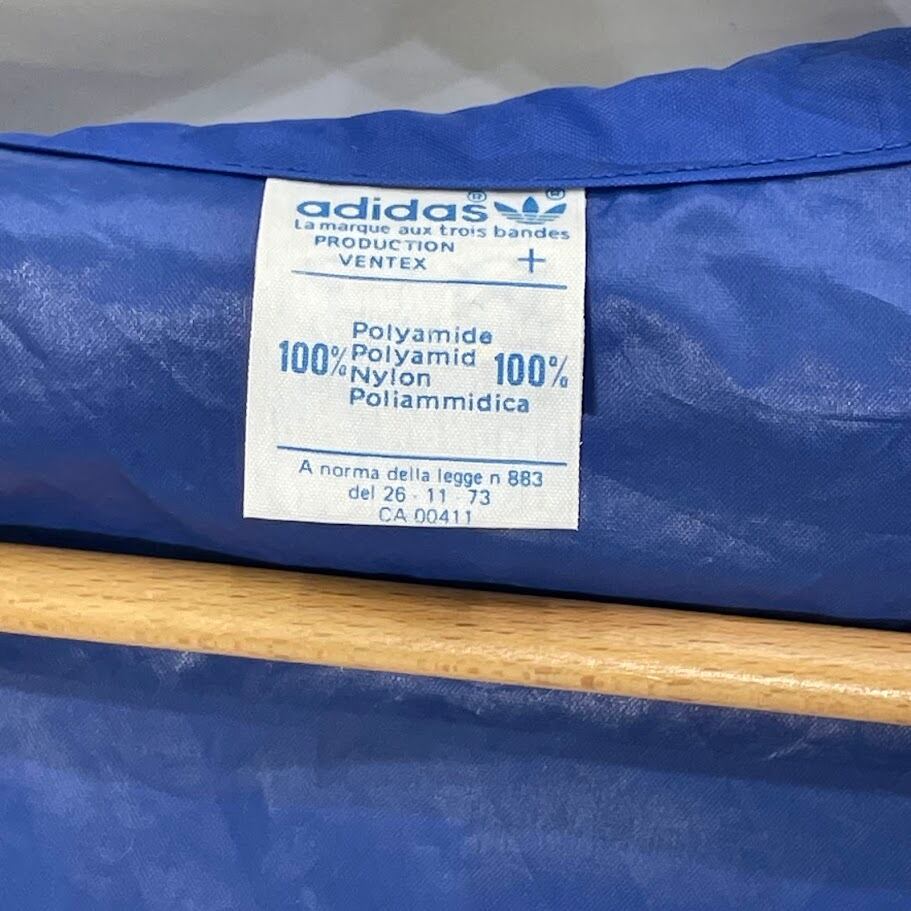 adidas®®
La marque aux trois bandes
PRODUCTION
VENTEX +
100% Polyamide 100%
Polyamid
Nylon
Poliammidica
A norma della legge n 883
del 26 · 11 · 73
CA 00411